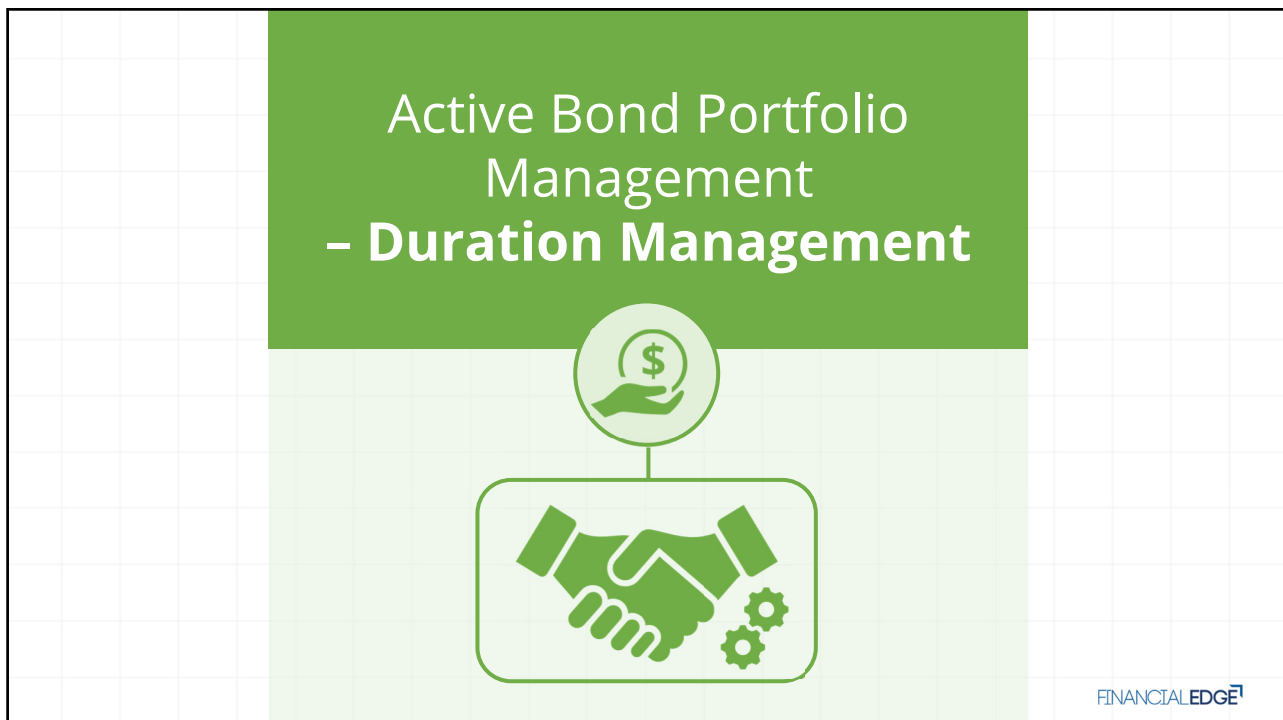 Active Bond Portfolio
Management
– Duration Management
$
FINANCIALEDGE